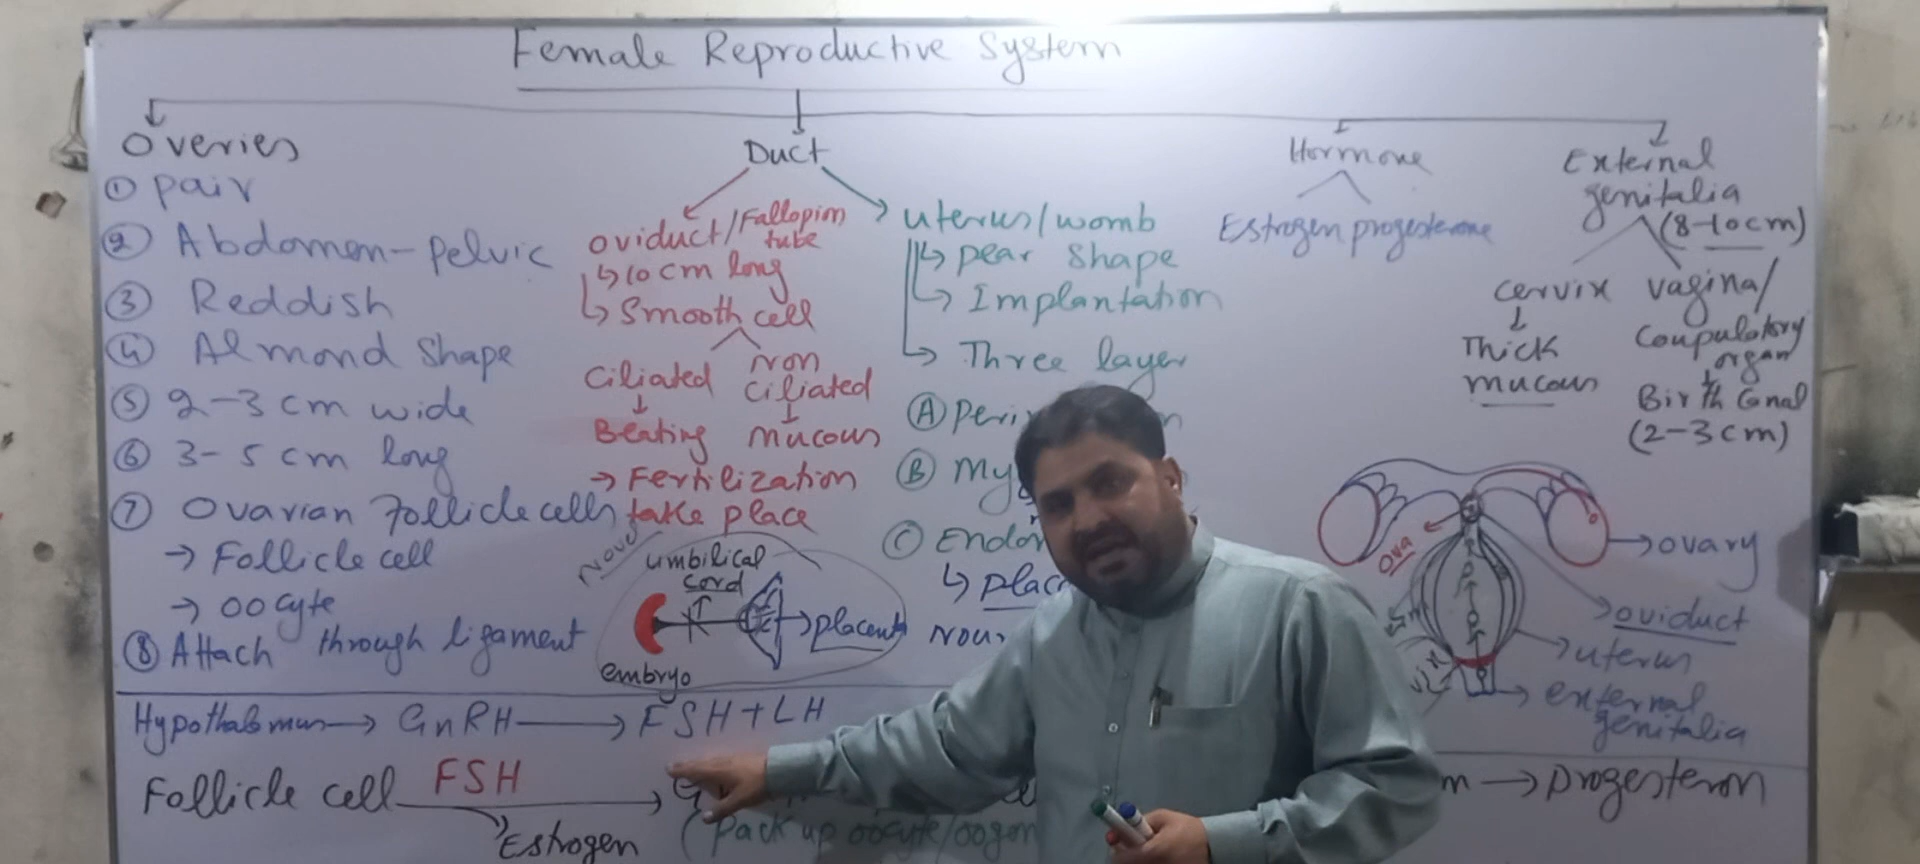 Female Reproductive System
Overies
① pair
② Abdomen-pelvic
③ Reddish
④ Almond Shape
⑤ 2-3 cm wide
⑥ 3-5 cm long
⑦ Ovarian follicle cells
→ Follicle cell
→ oocyte
⑧ Attach through ligament
Duct
oviduct/Fallopian tube
↳ 10 cm long
↳ Smooth cell
Ciliated
Beating
Non ciliated
mucous
→ Fertilization
take place
umbilical
cord
→ placenta
embryo
uterus/womb
↳ pear shape
↳ Implantation
↳ Three layer
Ⓐ peri
Ⓑ My
Ⓒ Endo
Hormone
Estrogen progesterone
External
genitalia
(8-10cm)
cervix
Thick
mucous
vagina/
Coupulatory
organ
Birth Canal
(2-3cm)
Ova
→ ovary
→ oviduct
→ uterus
→ external
genitalia
Hypothalamus → GnRH → FSH + LH
Follicle cell FSH →
Estrogen
(Pack up oocyte/oogon
→ progesteron